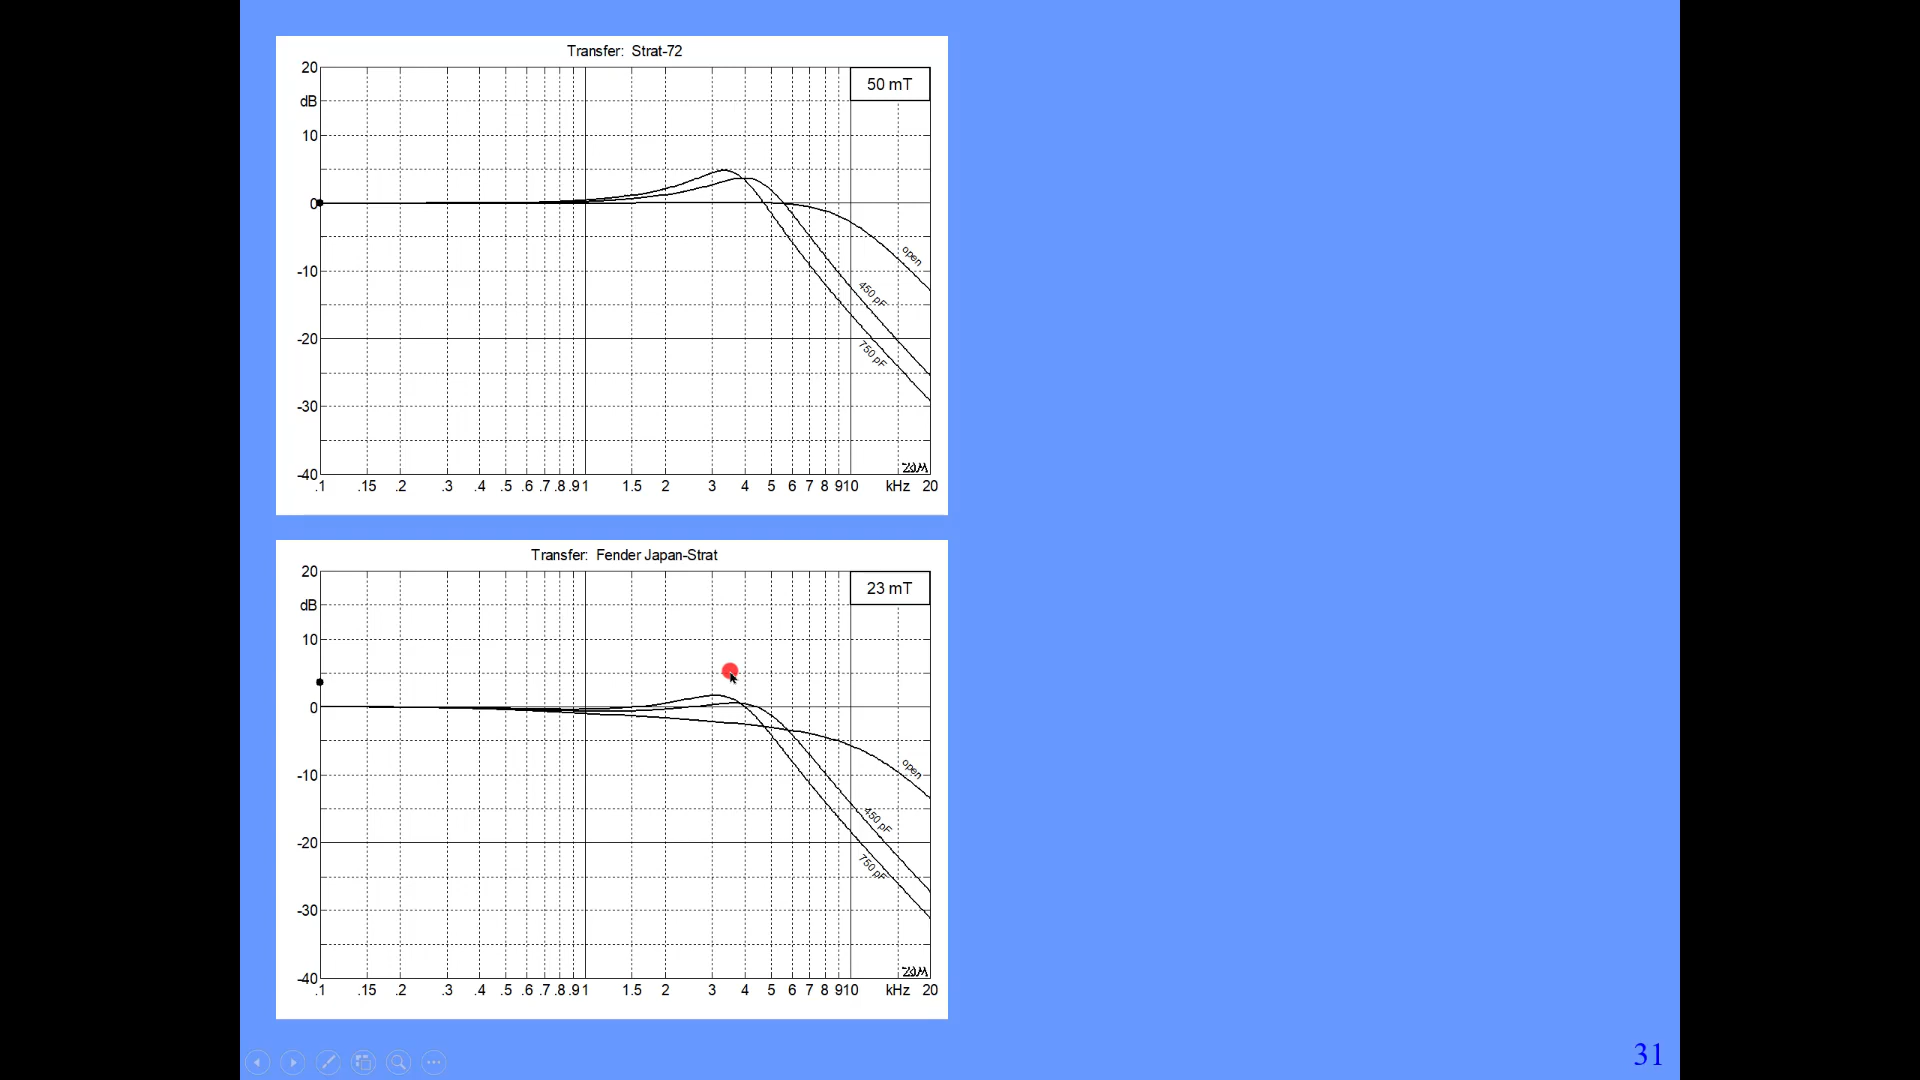 Transfer: Strat-72
20
50 mT
dB
10
0
open
-10
450 pF
-20
750 pF
-30
-40
.1 .15 .2 .3 .4 .5 .6 .7 .8 .9 1 1.5 2 3 4 5 6 7 8 9 10 kHz 20
Transfer: Fender Japan-Strat
20
23 mT
dB
10
0
open
-10
450 pF
-20
750 pF
-30
-40
.1 .15 .2 .3 .4 .5 .6 .7 .8 .9 1 1.5 2 3 4 5 6 7 8 9 10 kHz 20
31